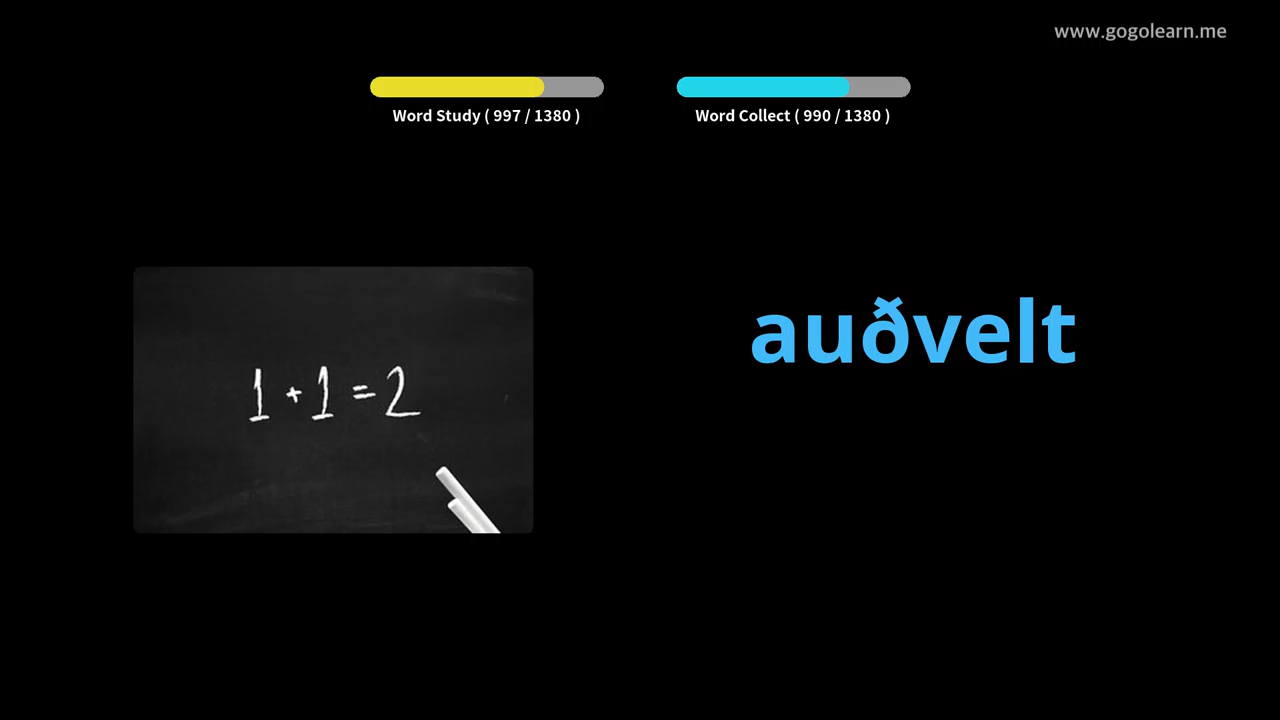 www.gogolearn.me
Word Study ( 997 / 1380 )
Word Collect ( 990 / 1380 )
auðvelt
1 + 1 = 2